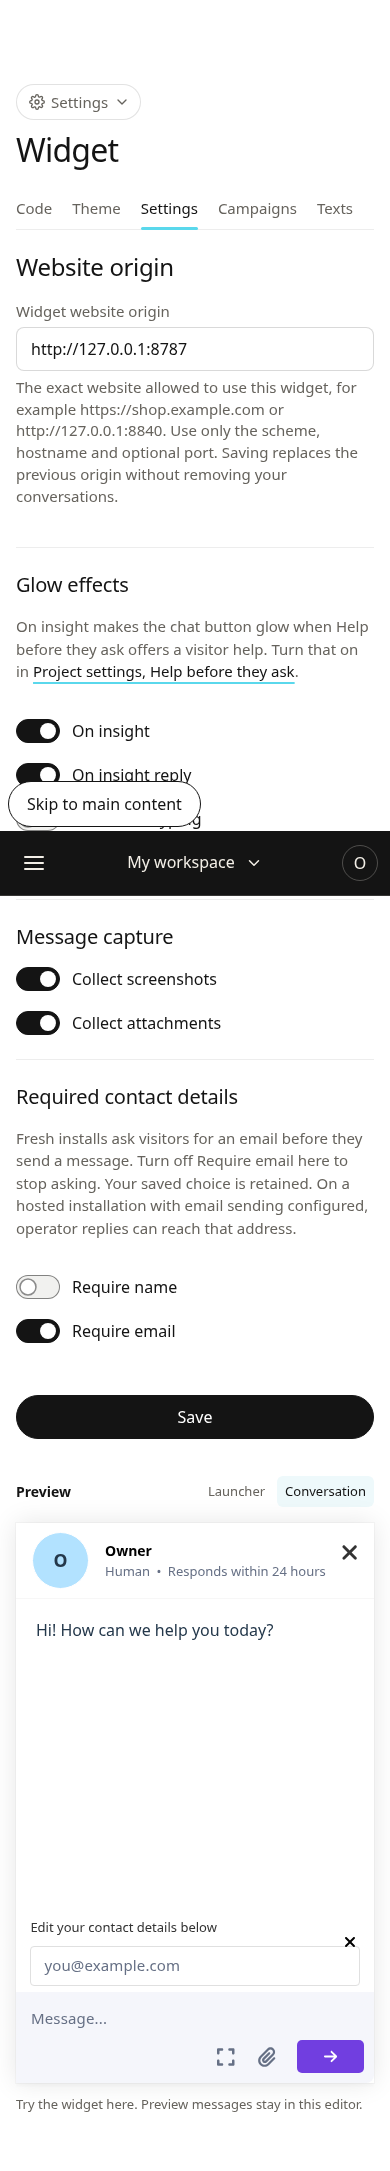 Settings
Widget
Code Theme Settings Campaigns Texts
Website origin
Widget website origin
http://127.0.0.1:8787
The exact website allowed to use this widget, for
example https://shop.example.com or
http://127.0.0.1:8840. Use only the scheme,
hostname and optional port. Saving replaces the
previous origin without removing your
conversations.
Glow effects
On insight makes the chat button glow when Help
before they ask offers a visitor help. Turn that on
in Project settings, Help before they ask.
On insight
On insight reply
Skip to main content
My workspace O
Message capture
Collect screenshots
Collect attachments
Required contact details
Fresh installs ask visitors for an email before they
send a message. Turn off Require email here to
stop asking. Your saved choice is retained. On a
hosted installation with email sending configured,
operator replies can reach that address.
Require name
Require email
Save
Preview Launcher Conversation
O Owner
Human • Responds within 24 hours
Hi! How can we help you today?
Edit your contact details below
you@example.com
Message...
Try the widget here. Preview messages stay in this editor.